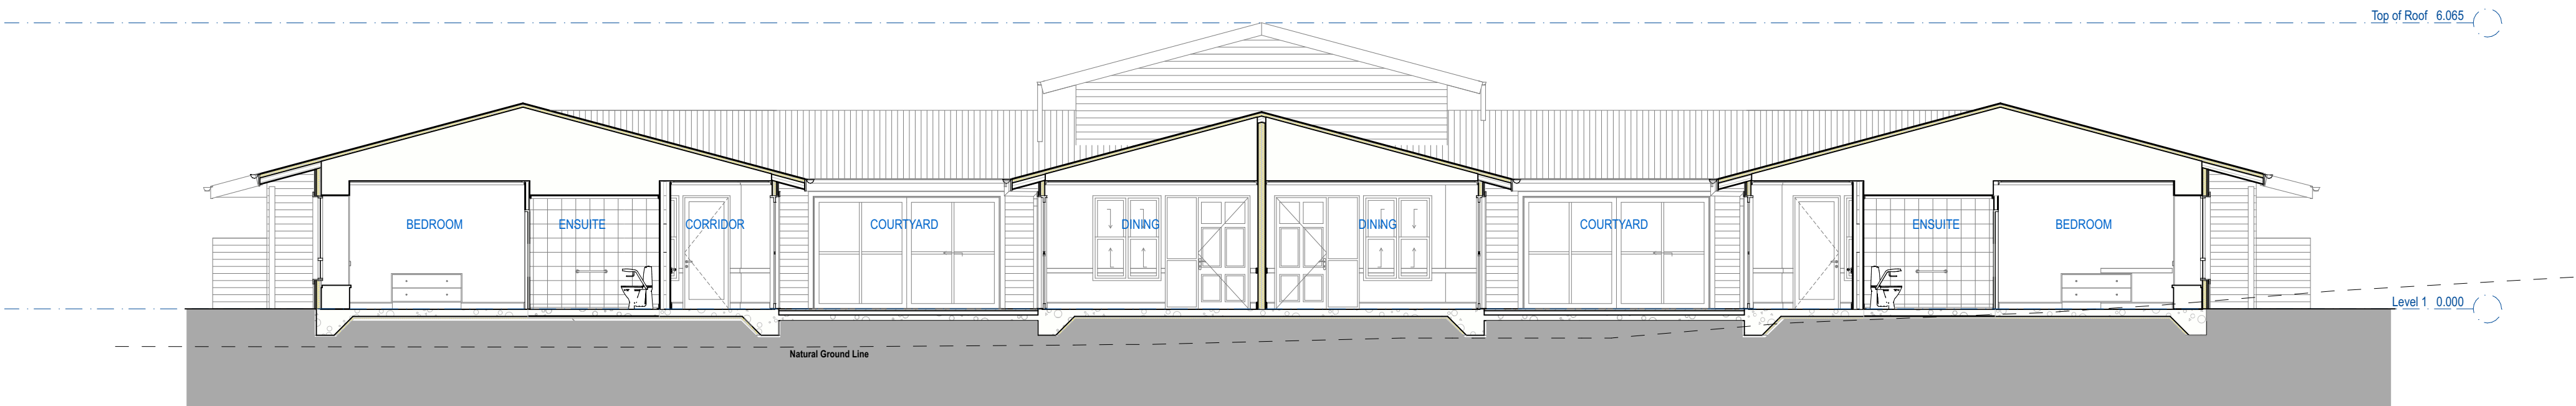 Top of Roof 6.065
BEDROOM
ENSUITE
CORRIDOR
COURTYARD
DINING
DINING
COURTYARD
ENSUITE
BEDROOM
Level 1 0.000
Natural Ground Line